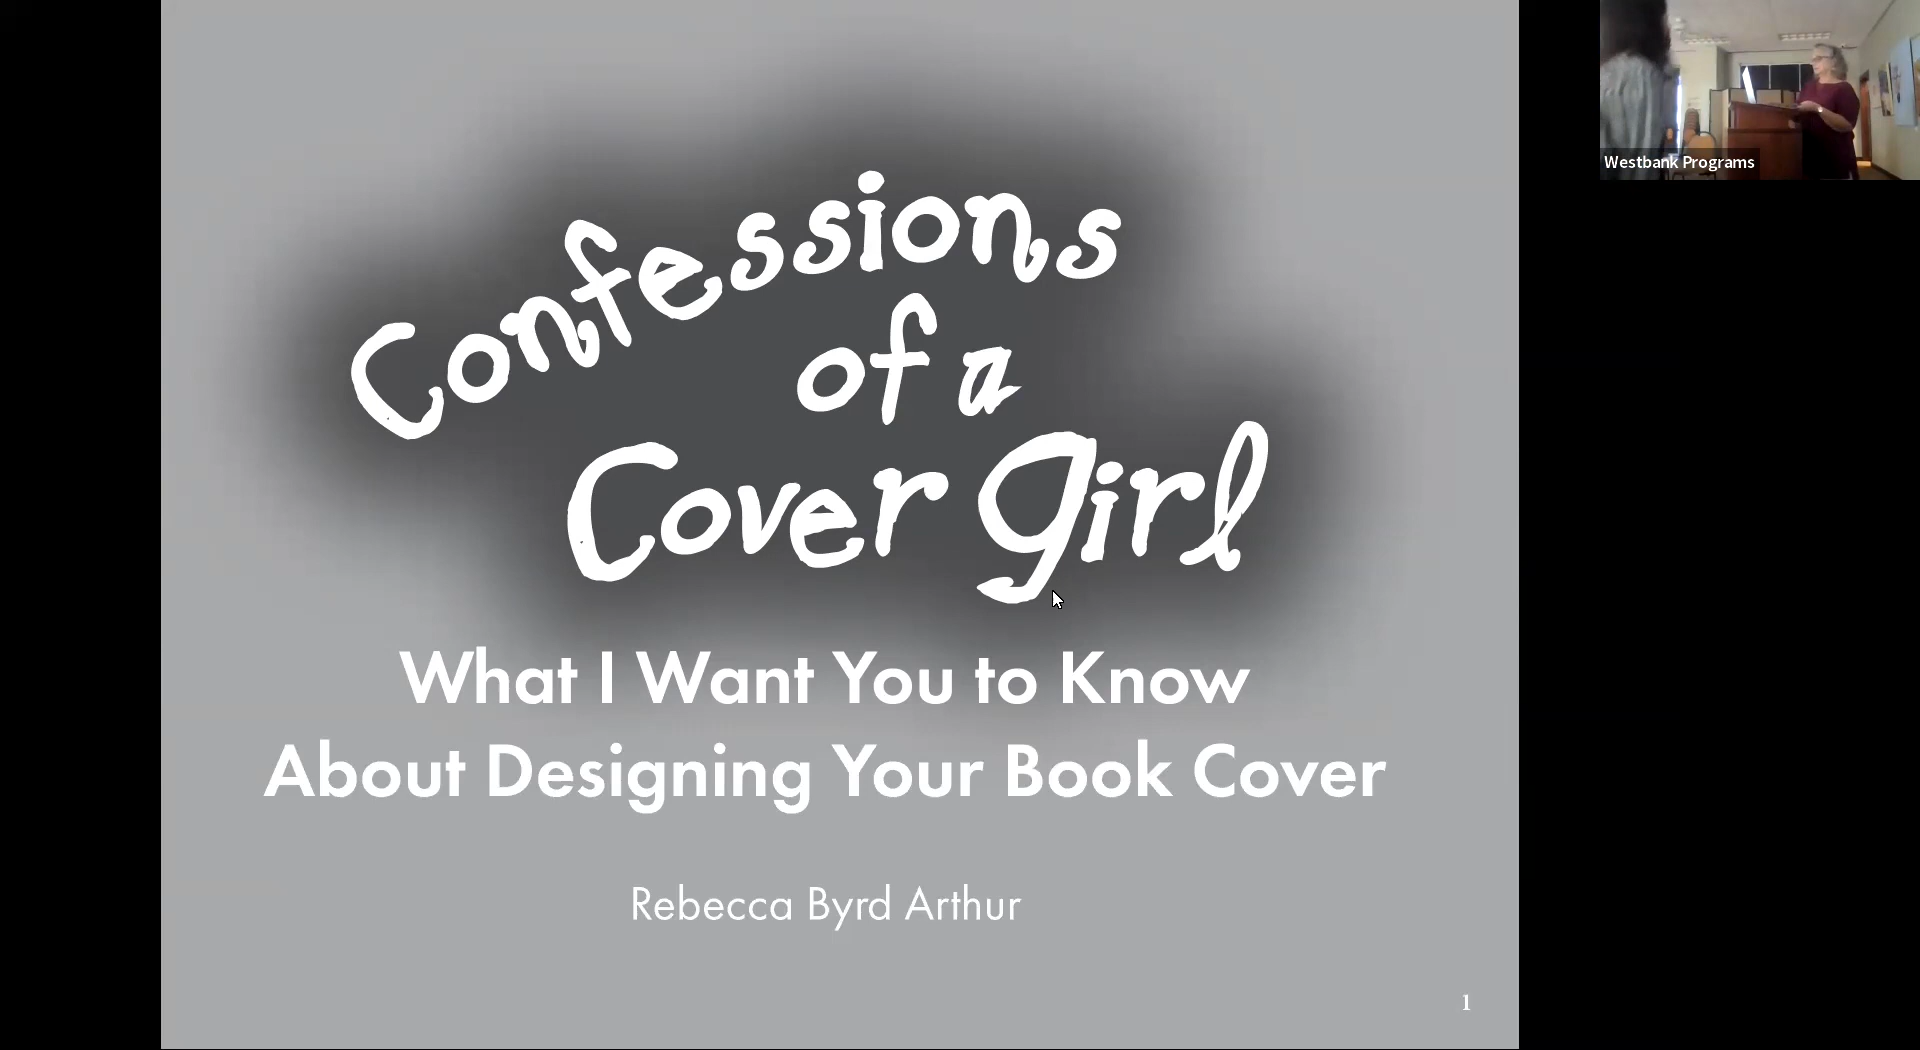 Confessions
of a
Cover Girl
What I Want You to Know
About Designing Your Book Cover
Rebecca Byrd Arthur
1
Westbank Programs